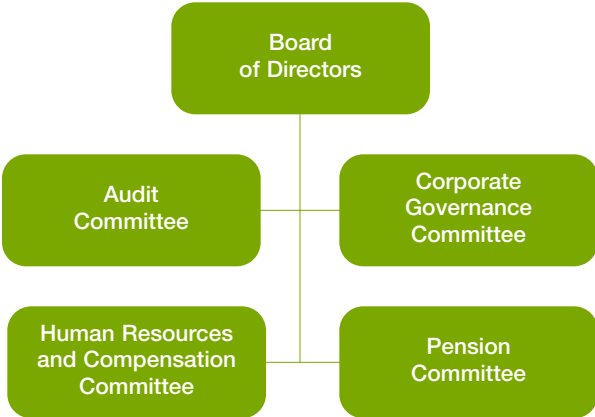 Board
of Directors
Audit
Committee
Corporate
Governance
Committee
Human Resources
and Compensation
Committee
Pension
Committee